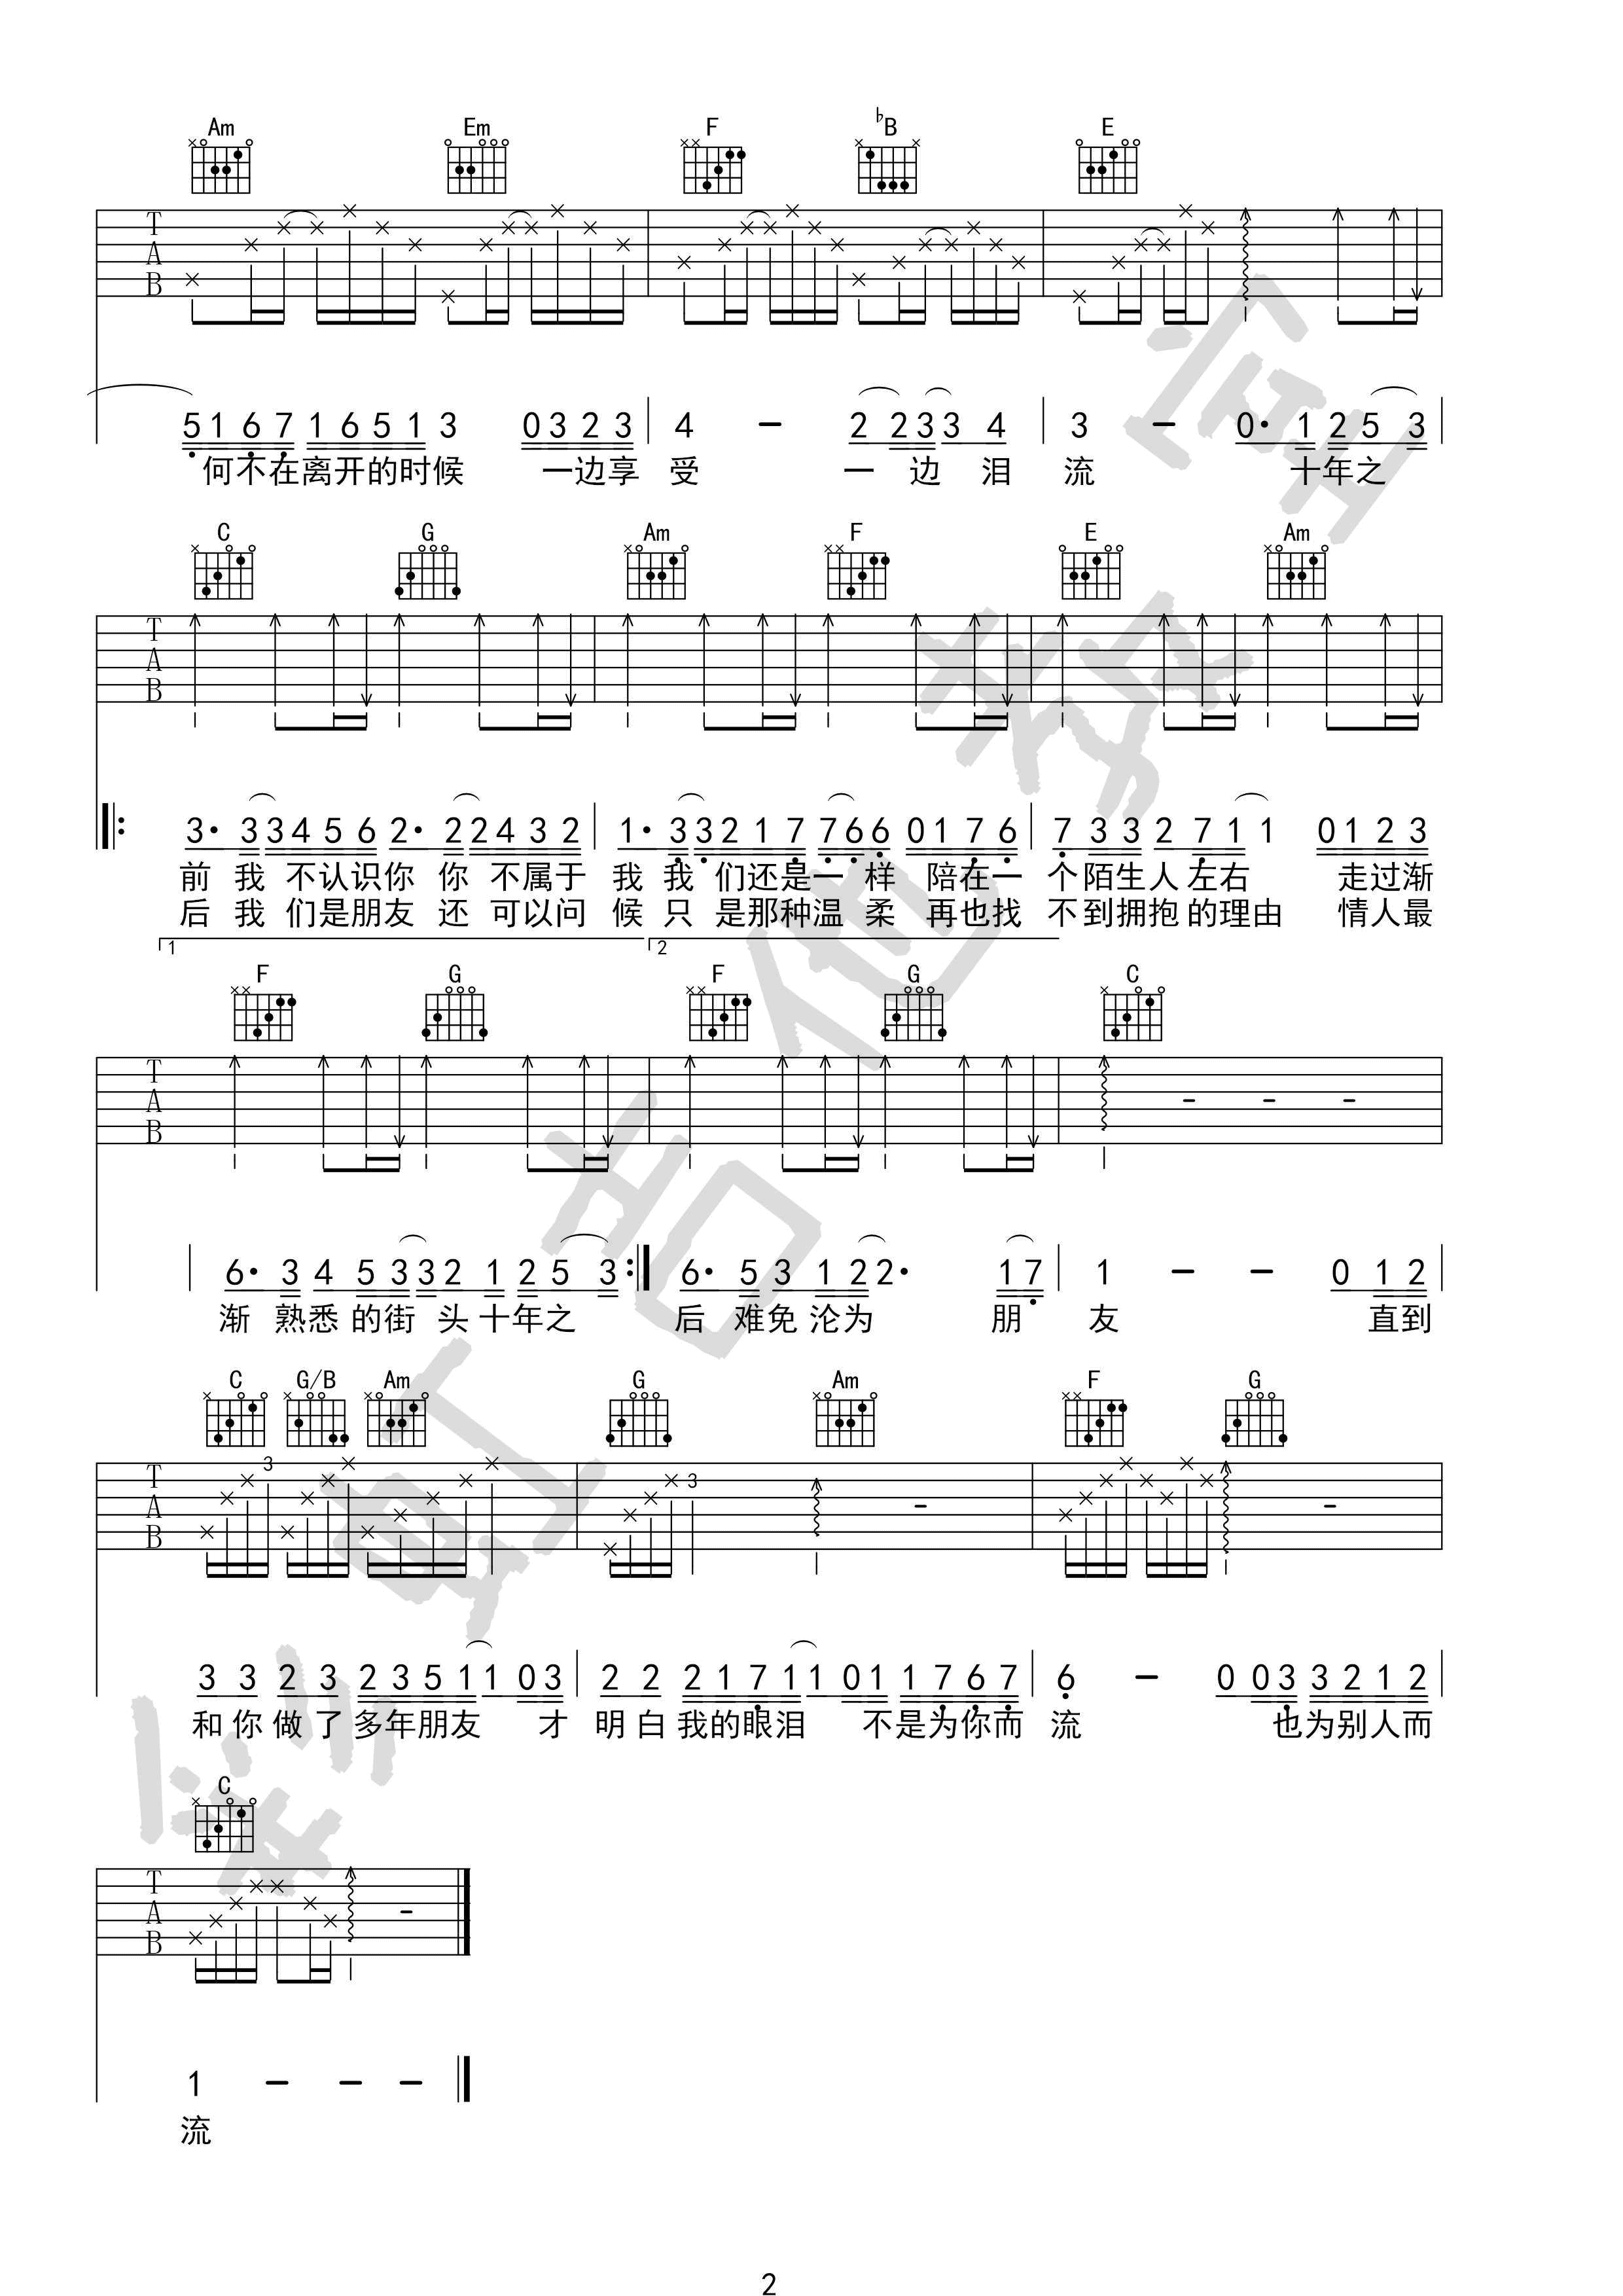 Am Em F ♭B E
T
A
B
5 1 6 7 1 6 5 1 3 0 3 2 3 4 - 2 2 3 3 4 3 - 0· 1 2 5 3
何不在离开的时候 一边享 受 一 边 泪 流 十年之
C G Am F E Am
T
A
B
3· 3 3 4 5 6 2· 2 2 4 3 2 1· 3 3 2 1 7 7 6 6 0 1 7 6 7 3 3 2 7 1 1 0 1 2 3
前 我 不认识你 你 不属于 我 我 们还是一 样 陪在一 个陌生人 左右 走过渐
后 我 们是朋友 还 可以问 候 只 是那种温 柔 再也找 不到拥抱的理由 情人最
1 2
F G F G C
T
A
B
6· 3 4 5 3 3 2 1 2 5 3 6· 5 3 1 2 2· 1 7 1 - - 0 1 2
渐 熟悉 的街 头 十年之 后 难免 沦为 朋 友 直到
C G/B Am G Am F G
3 3
T
A
B
3 3 2 3 2 3 5 1 1 0 3 2 2 2 1 7 1 1 0 1 1 7 6 7 6 - 0 0 3 3 2 1 2
和你 做了 多年朋友 才 明白 我的眼泪 不是为你而 流 也为别人而
C
T
A
B
1 - - -
流
彩虹吉他教室
2